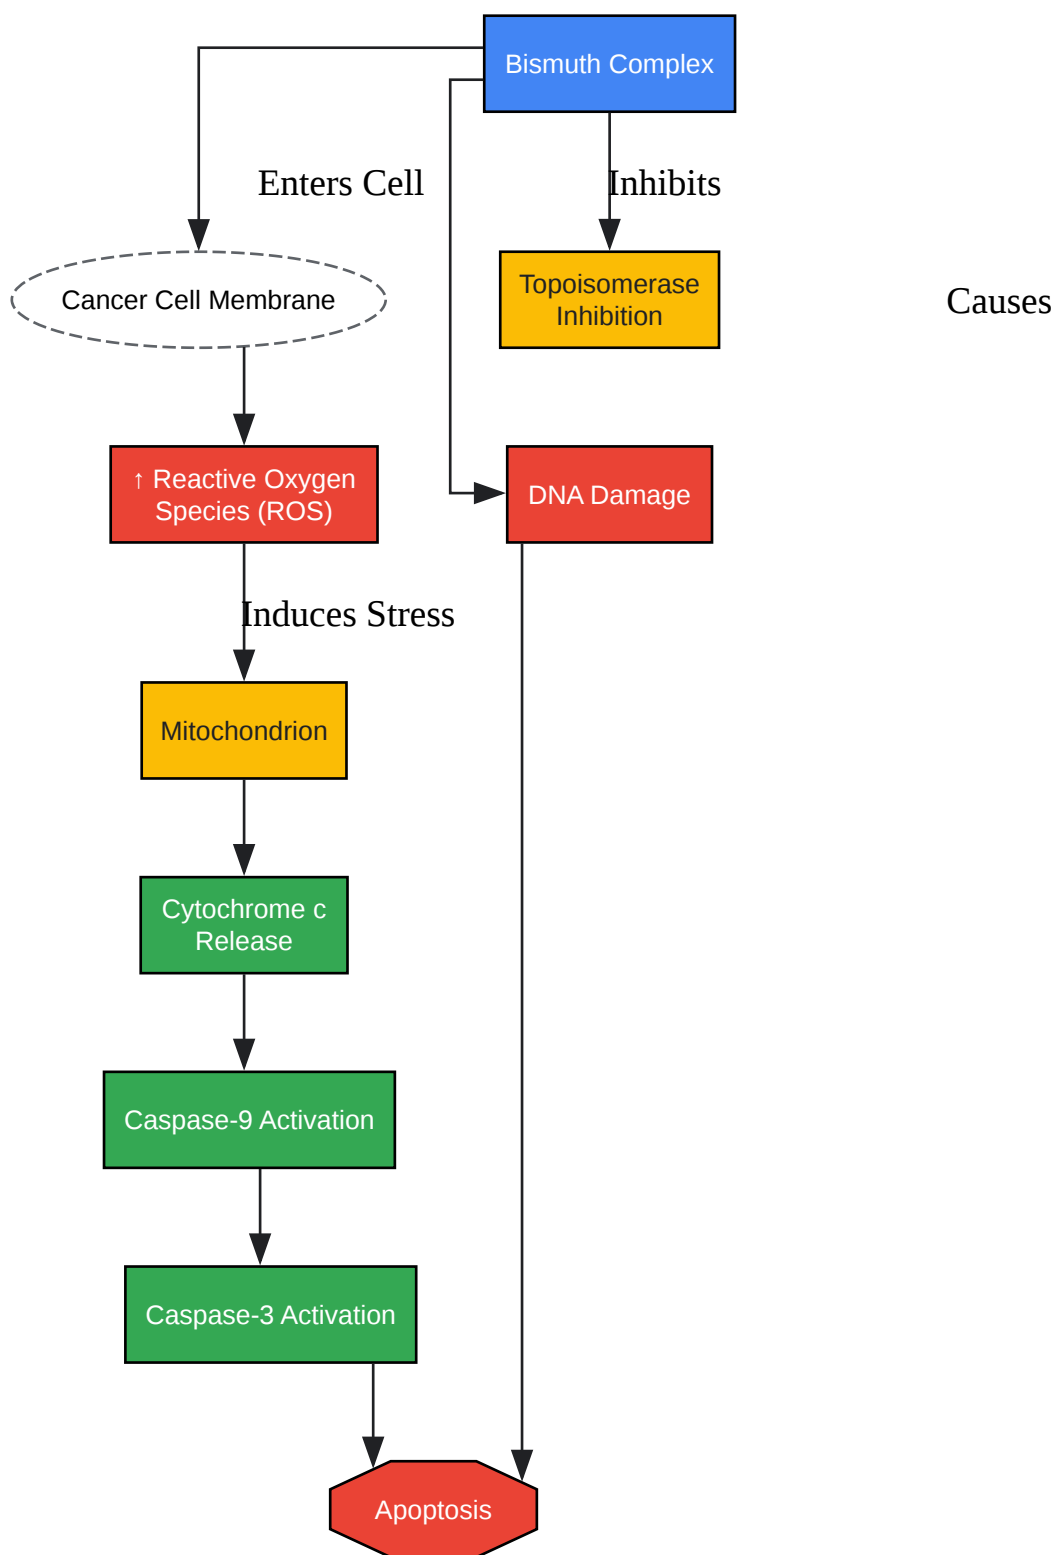 Bismuth Complex
Enters Cell
Inhibits
Cancer Cell Membrane
Topoisomerase
Inhibition
Causes
↑ Reactive Oxygen
Species (ROS)
DNA Damage
Induces Stress
Mitochondrion
Cytochrome c
Release
Caspase-9 Activation
Caspase-3 Activation
Apoptosis